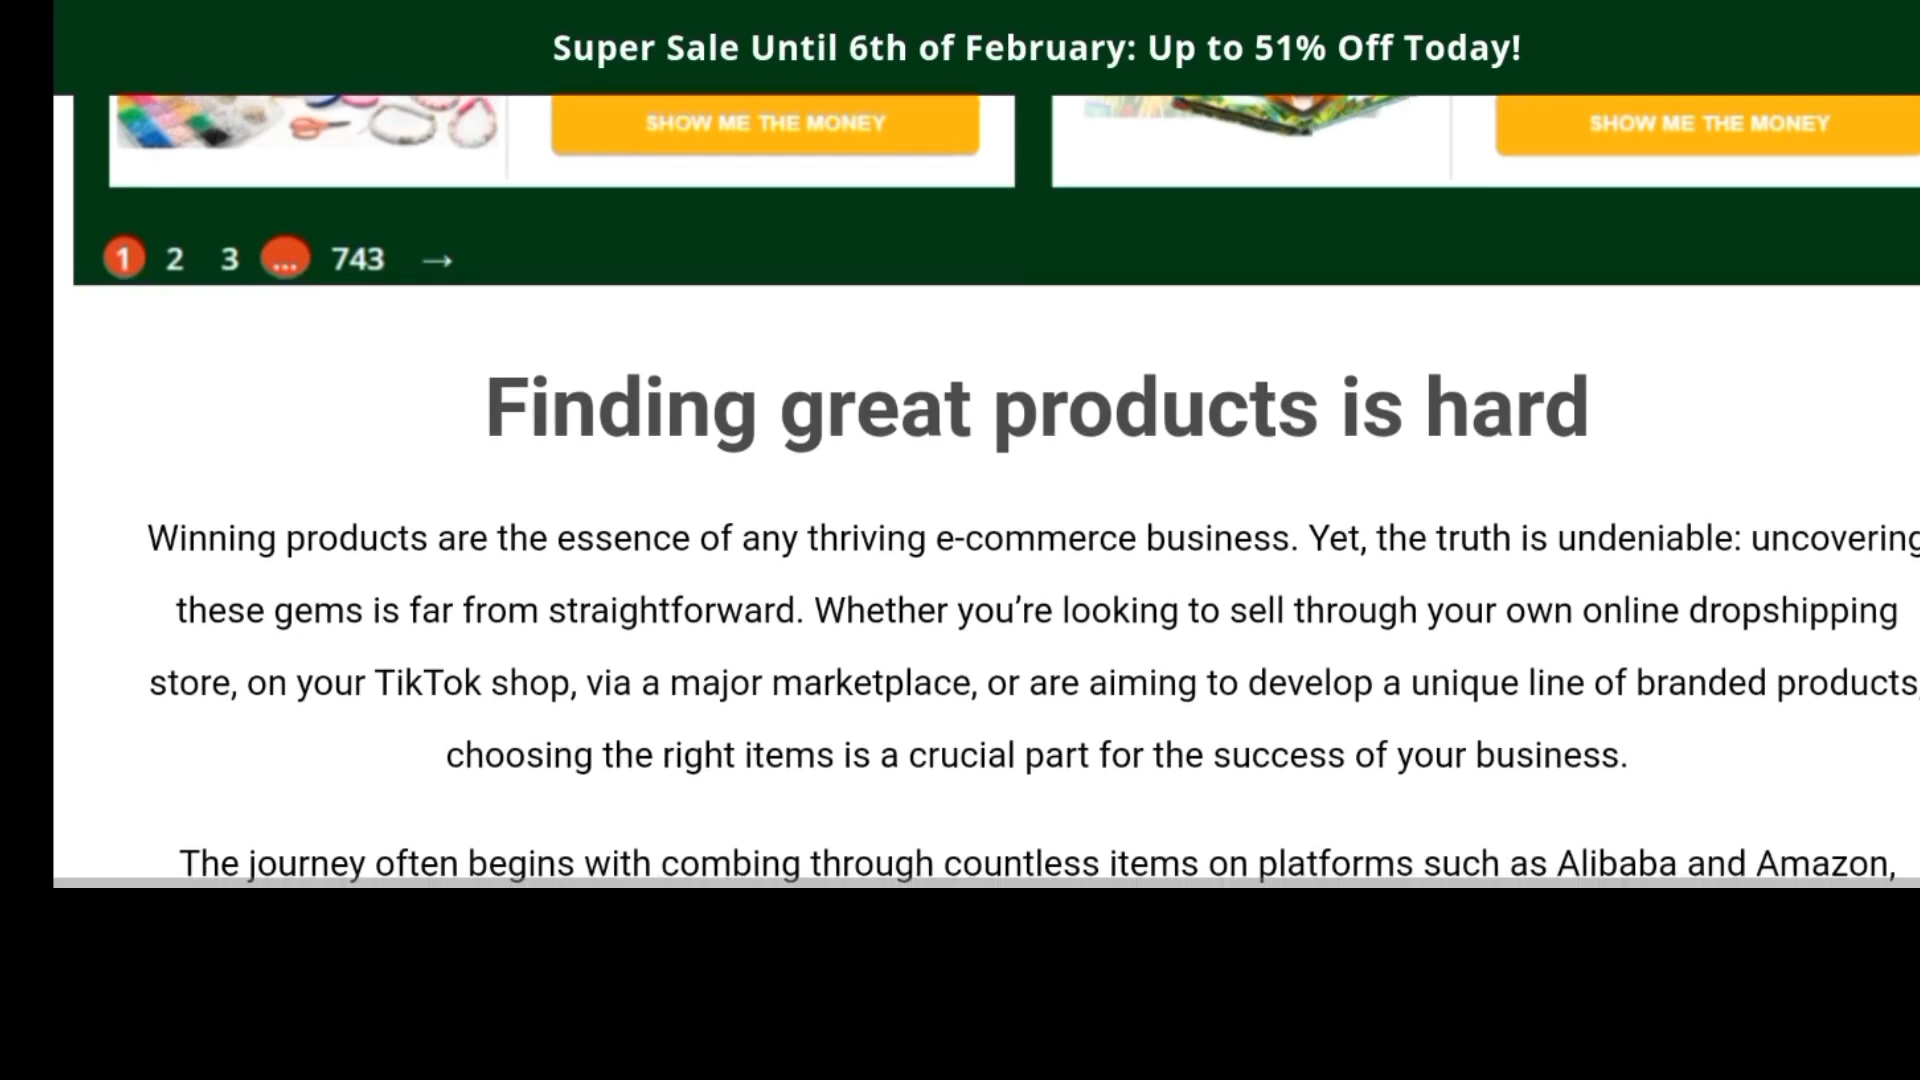 Super Sale Until 6th of February: Up to 51% Off Today!
SHOW ME THE MONEY
SHOW ME THE MONEY
1 2 3 ... 743 →
Finding great products is hard
Winning products are the essence of any thriving e-commerce business. Yet, the truth is undeniable: uncovering
these gems is far from straightforward. Whether you’re looking to sell through your own online dropshipping
store, on your TikTok shop, via a major marketplace, or are aiming to develop a unique line of branded products,
choosing the right items is a crucial part for the success of your business.
The journey often begins with combing through countless items on platforms such as Alibaba and Amazon,